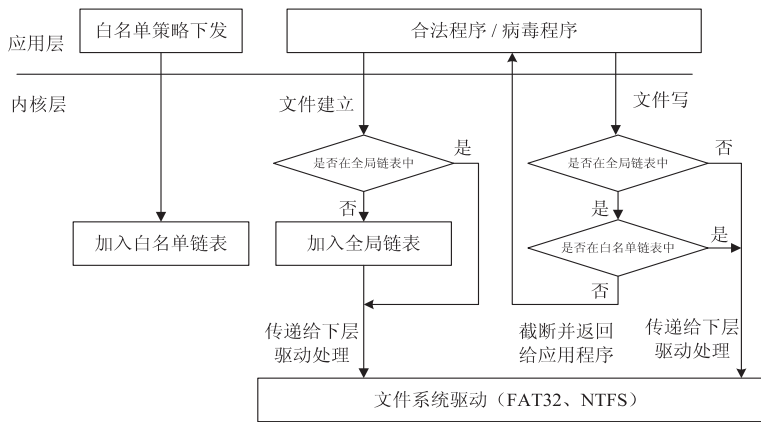 应用层
白名单策略下发
合法程序 / 病毒程序
内核层
文件建立
文件写
是否在全局链表中
是
是否在全局链表中
否
否
是
加入白名单链表
加入全局链表
是否在白名单链表中
是
否
传递给下层
驱动处理
截断并返回
给应用程序
传递给下层
驱动处理
文件系统驱动（FAT32、NTFS）